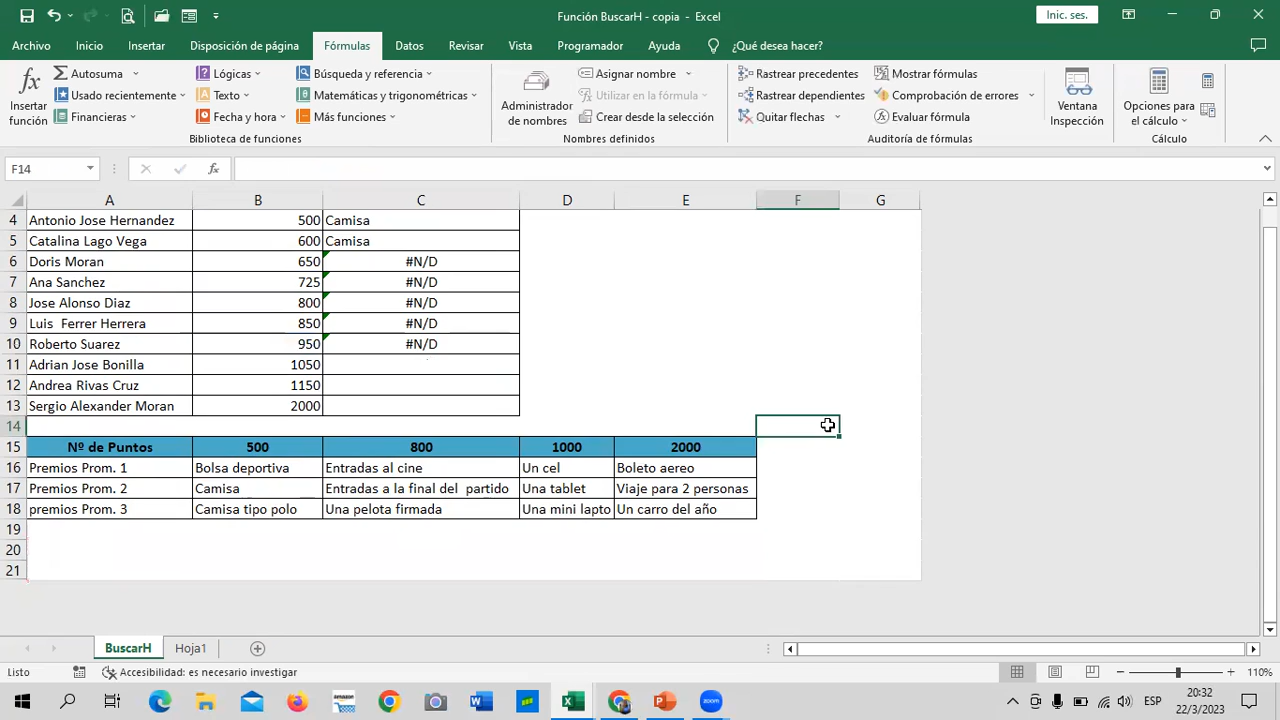 Función BuscarH - copia - Excel
Inic. ses.
Archivo Inicio Insertar Disposición de página Fórmulas Datos Revisar Vista Programador Ayuda ¿Qué desea hacer?
Insertar función
Autosuma
Usado recientemente
Financieras
Lógicas
Texto
Fecha y hora
Búsqueda y referencia
Matemáticas y trigonométricas
Más funciones
Biblioteca de funciones
Administrador de nombres
Asignar nombre
Utilizar en la fórmula
Crear desde la selección
Nombres definidos
Rastrear precedentes
Rastrear dependientes
Quitar flechas
Mostrar fórmulas
Comprobación de errores
Evaluar fórmula
Auditoría de fórmulas
Ventana Inspección
Opciones para el cálculo
Cálculo
F14
fx
A B C D E F G
4 Antonio Jose Hernandez 500 Camisa
5 Catalina Lago Vega 600 Camisa
6 Doris Moran 650 #N/D
7 Ana Sanchez 725 #N/D
8 Jose Alonso Diaz 800 #N/D
9 Luis Ferrer Herrera 850 #N/D
10 Roberto Suarez 950 #N/D
11 Adrian Jose Bonilla 1050
12 Andrea Rivas Cruz 1150
13 Sergio Alexander Moran 2000
14
15 Nº de Puntos 500 800 1000 2000
16 Premios Prom. 1 Bolsa deportiva Entradas al cine Un cel Boleto aereo
17 Premios Prom. 2 Camisa Entradas a la final del partido Una tablet Viaje para 2 personas
18 premios Prom. 3 Camisa tipo polo Una pelota firmada Una mini lapto Un carro del año
19
20
21
BuscarH Hoja1
Listo Accesibilidad: es necesario investigar 110%
amazon
ESP
20:32
22/3/2023